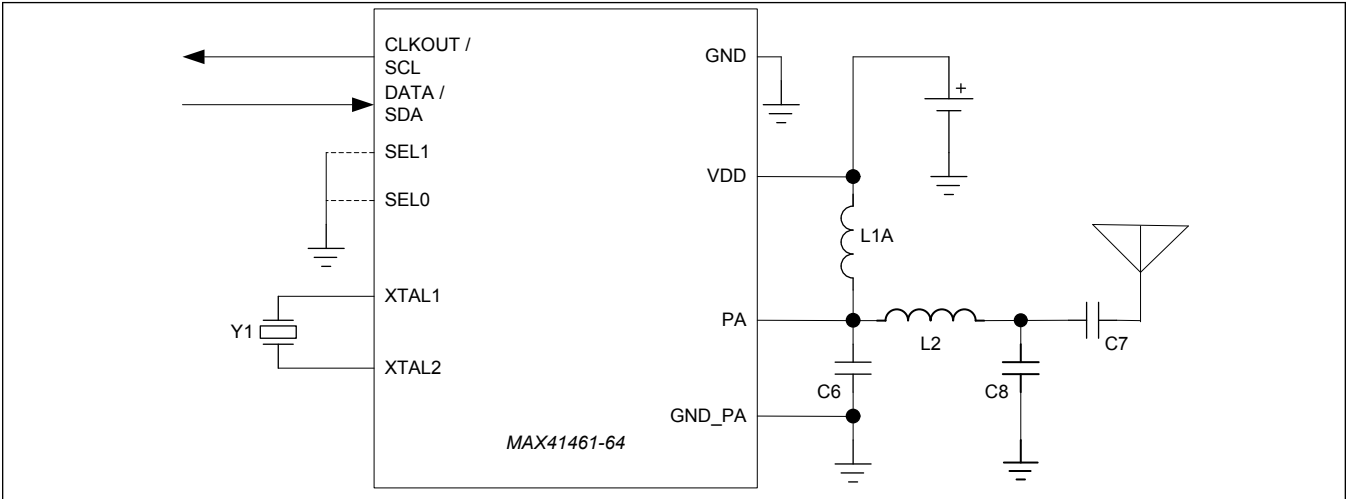 CLKOUT /
SCL
DATA /
SDA
SEL1
SEL0
XTAL1
XTAL2
Y1
GND
VDD
PA
GND_PA
MAX41461-64
+
L1A
L2
C6
C8
C7